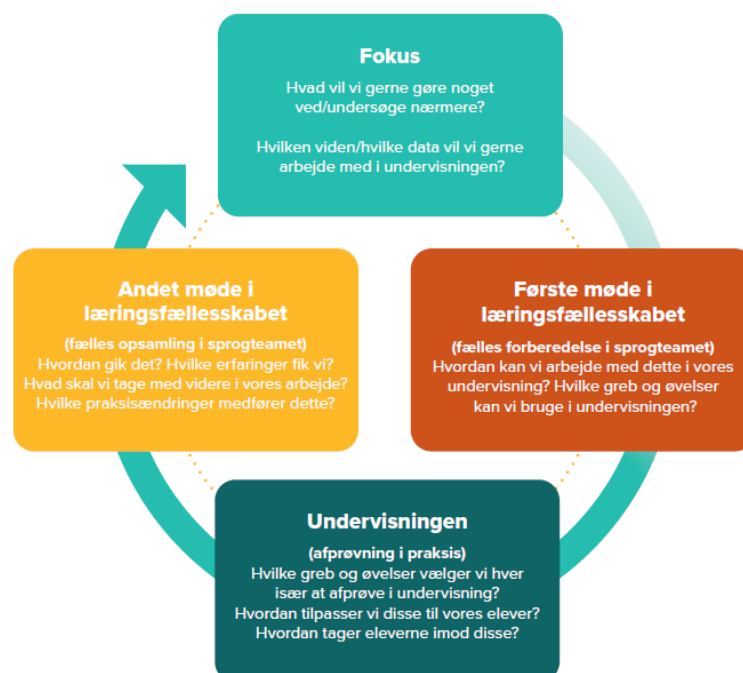 Fokus
Hvad vil vi gerne gøre noget
ved/undersøge nærmere?
Hvilken viden/hvilke data vil vi gerne
arbejde med i undervisningen?
Første møde i
læringsfællesskabet
(fælles forberedelse i sprogteamet)
Hvordan kan vi arbejde med dette i vores
undervisning? Hvilke greb og øvelser
kan vi bruge i undervisningen?
Undervisningen
(afprøvning i praksis)
Hvilke greb og øvelser vælger vi hver
især at afprøve i undervisning?
Hvordan tilpasser vi disse til vores elever?
Hvordan tager eleverne imod disse?
Andet møde i
læringsfællesskabet
(fælles opsamling i sprogteamet)
Hvordan gik det? Hvilke erfaringer fik vi?
Hvad skal vi tage med videre i vores arbejde?
Hvilke praksisændringer medfører dette?